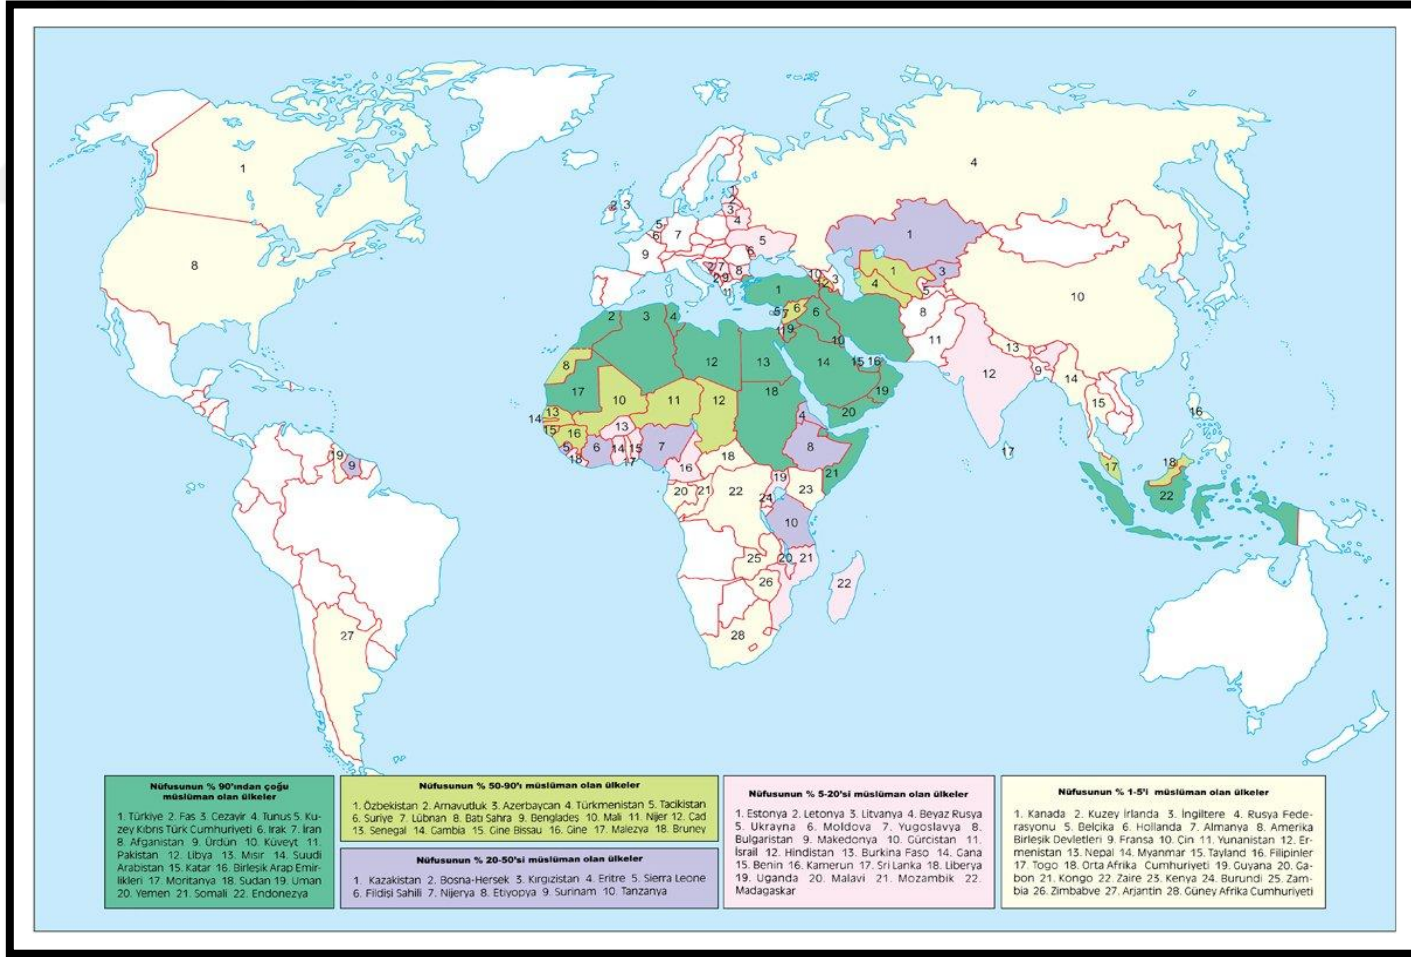 Nüfusunun % 90'ından çoğu
müslüman olan ülkeler
1. Türkiye 2. Fas 3. Cezayir 4. Tunus 5. Ku-
zey Kıbrıs Türk Cumhuriyeti 6. Irak 7. İran
8. Afganistan 9. Ürdün 10. Küveyt 11.
Pakistan 12. Libya 13. Mısır 14. Suudi
Arabistan 15. Katar 16. Birleşik Arap Emir-
likleri 17. Moritanya 18. Sudan 19. Uman
20. Yemen 21. Somali 22. Endonezya
Nüfusunun % 50-90'ı müslüman olan ülkeler
1. Özbekistan 2. Arnavutluk 3. Azerbaycan 4. Türkmenistan 5. Tacikistan
6. Suriye 7. Lübnan 8. Batı Sahra 9. Bengladeş 10. Mali 11. Nijer 12. Çad
13. Senegal 14. Gambia 15. Gine Bissau 16. Gine 17. Malezya 18. Bruney
Nüfusunun % 20-50'si müslüman olan ülkeler
1. Kazakistan 2. Bosna-Hersek 3. Kırgızistan 4. Eritre 5. Sierra Leone
6. Fildişi Sahili 7. Nijerya 8. Etiyopya 9. Surinam 10. Tanzanya
Nüfusunun % 5-20'si müslüman olan ülkeler
1. Estonya 2. Letonya 3. Litvanya 4. Beyaz Rusya
5. Ukrayna 6. Moldova 7. Yugoslavya 8.
Bulgaristan 9. Makedonya 10. Gürcistan 11.
İsrail 12. Hindistan 13. Burkina Faso 14. Gana
15. Benin 16. Kamerun 17. Sri Lanka 18. Liberya
19. Uganda 20. Malavi 21. Mozambik 22.
Madagaskar
Nüfusunun % 1-5'i müslüman olan ülkeler
1. Kanada 2. Kuzey İrlanda 3. İngiltere 4. Rusya Fede-
rasyonu 5. Belçika 6. Hollanda 7. Almanya 8. Amerika
Birleşik Devletleri 9. Fransa 10. Çin 11. Yunanistan 12. Er-
menistan 13. Nepal 14. Myanmar 15. Tayland 16. Filipinler
17. Togo 18. Orta Afrika Cumhuriyeti 19. Guyana 20. Ga-
bon 21. Kongo 22. Zaire 23. Kenya 24. Burundi 25. Zam-
bia 26. Zimbabve 27. Arjantin 28. Güney Afrika Cumhuriyeti